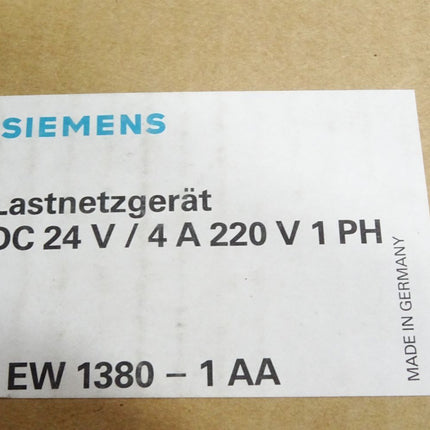 SIEMENS
Lastnetzgerät
DC 24 V / 4 A 220 V 1 PH
EW 1380 – 1 AA
MADE IN GERMANY